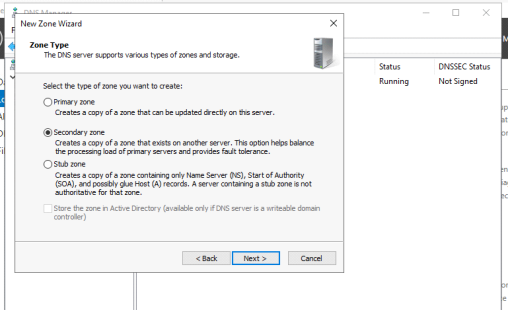 DNS Manager
New Zone Wizard
Zone Type
The DNS server supports various types of zones and storage.
Select the type of zone you want to create:
Primary zone
Creates a copy of a zone that can be updated directly on this server.
Secondary zone
Creates a copy of a zone that exists on another server. This option helps balance
the processing load of primary servers and provides fault tolerance.
Stub zone
Creates a copy of a zone containing only Name Server (NS), Start of Authority
(SOA), and possibly glue Host (A) records. A server containing a stub zone is not
authoritative for that zone.
Store the zone in Active Directory (available only if DNS server is a writeable domain
controller)
< Back
Next >
Cancel
Status
DNSSEC Status
Running
Not Signed